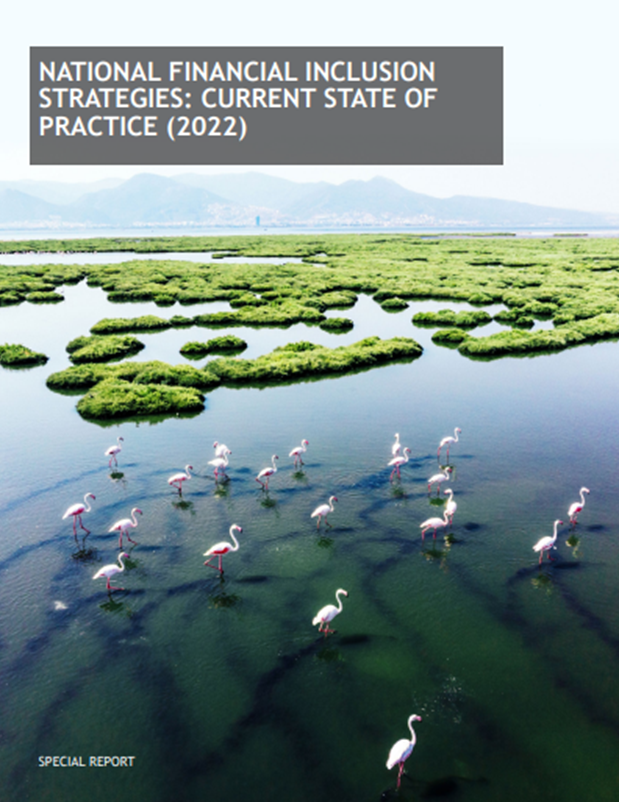 NATIONAL FINANCIAL INCLUSION
STRATEGIES: CURRENT STATE OF
PRACTICE (2022)
SPECIAL REPORT